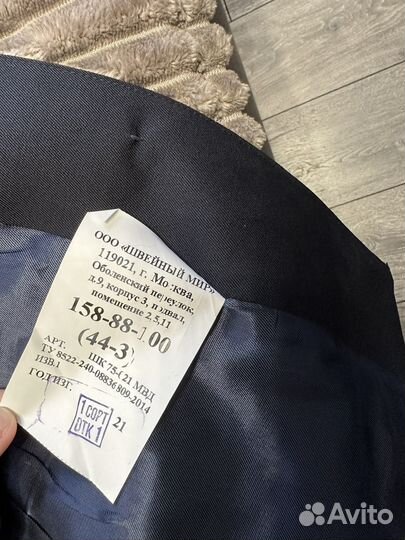 ООО «ШВЕЙНЫЙ МИР»
119021, г. Москва,
Оболенский переулок,
д.9, корпус 3, подвал,
помещение 2,5,11
158-88-100
(44-3)
АРТ. ШК 75-( 21 МВД
ТУ 8522-240-08836809-2014
ИЗВ.1
ГОД ИЗГ. 21
1 СОРТ
ОТК 1
Avito